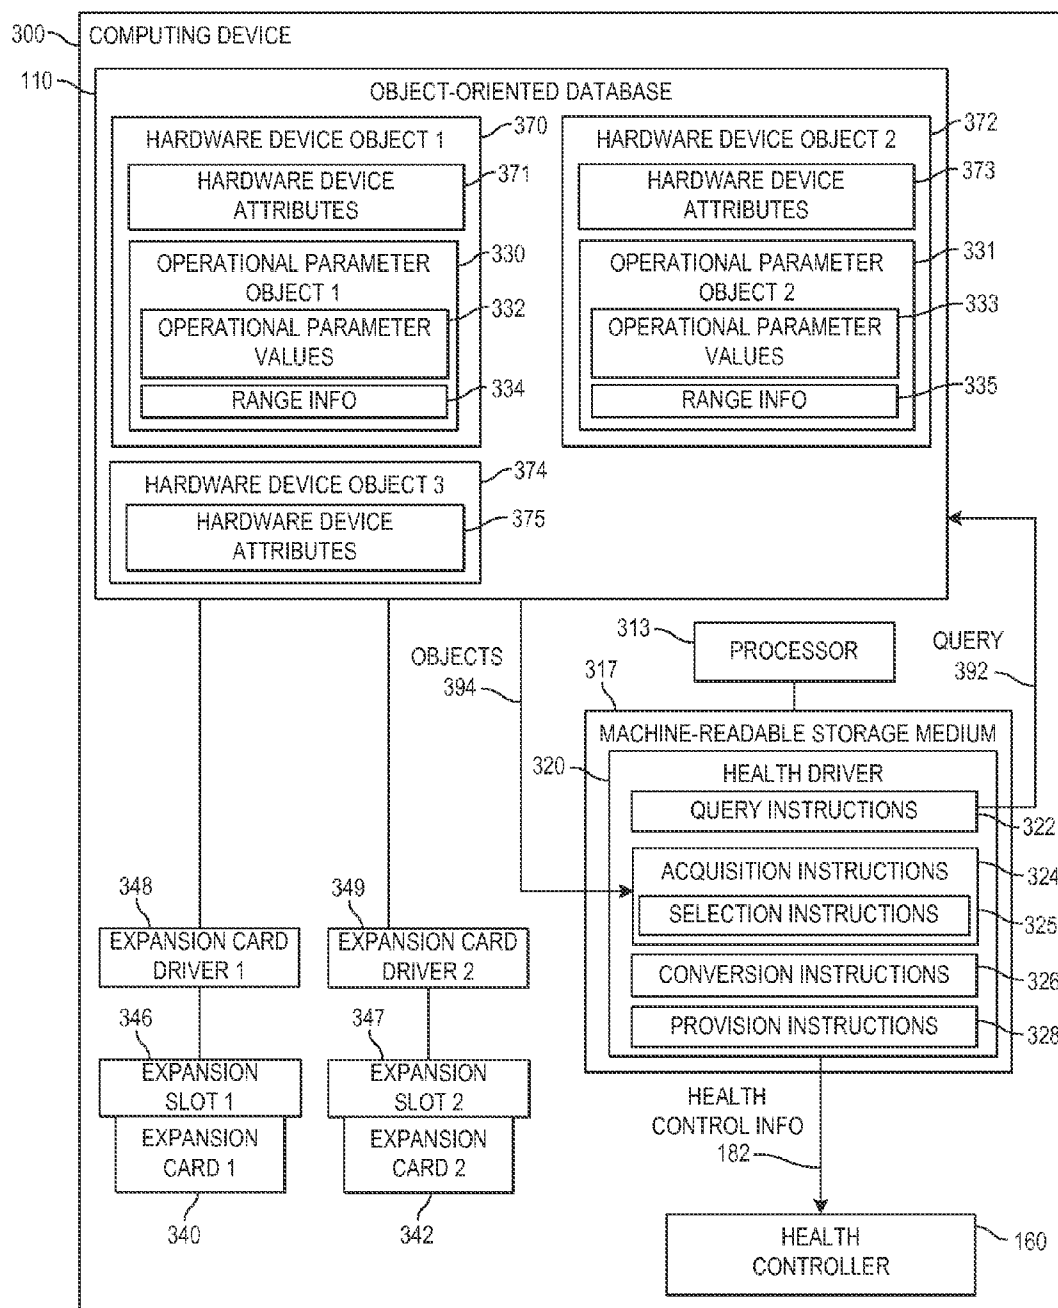 300
COMPUTING DEVICE
110
OBJECT-ORIENTED DATABASE
HARDWARE DEVICE OBJECT 1
370
HARDWARE DEVICE
ATTRIBUTES
371
OPERATIONAL PARAMETER
OBJECT 1
330
OPERATIONAL PARAMETER
VALUES
332
RANGE INFO
334
HARDWARE DEVICE OBJECT 2
372
HARDWARE DEVICE
ATTRIBUTES
373
OPERATIONAL PARAMETER
OBJECT 2
331
OPERATIONAL PARAMETER
VALUES
333
RANGE INFO
335
HARDWARE DEVICE OBJECT 3
374
HARDWARE DEVICE
ATTRIBUTES
375
OBJECTS
394
313
PROCESSOR
QUERY
392
317
MACHINE-READABLE STORAGE MEDIUM
320
HEALTH DRIVER
QUERY INSTRUCTIONS
322
ACQUISITION INSTRUCTIONS
324
SELECTION INSTRUCTIONS
325
CONVERSION INSTRUCTIONS
326
PROVISION INSTRUCTIONS
328
348
EXPANSION CARD
DRIVER 1
349
EXPANSION CARD
DRIVER 2
346
EXPANSION
SLOT 1
347
EXPANSION
SLOT 2
EXPANSION
CARD 1
340
EXPANSION
CARD 2
342
HEALTH
CONTROL INFO
182
HEALTH
CONTROLLER
160